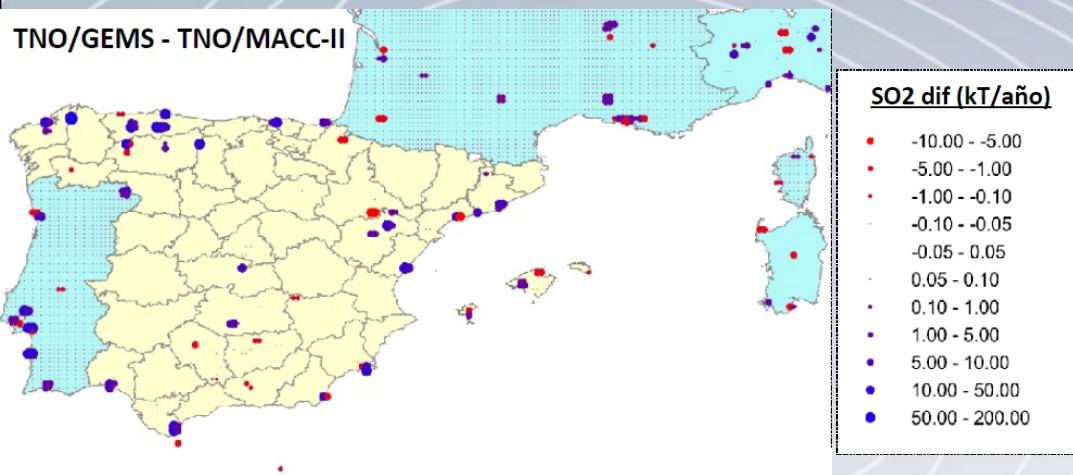 TNO/GEMS - TNO/MACC-II
SO2 dif (kT/año)
-10.00 - -5.00
-5.00 - -1.00
-1.00 - -0.10
-0.10 - -0.05
-0.05 - 0.05
0.05 - 0.10
0.10 - 1.00
1.00 - 5.00
5.00 - 10.00
10.00 - 50.00
50.00 - 200.00